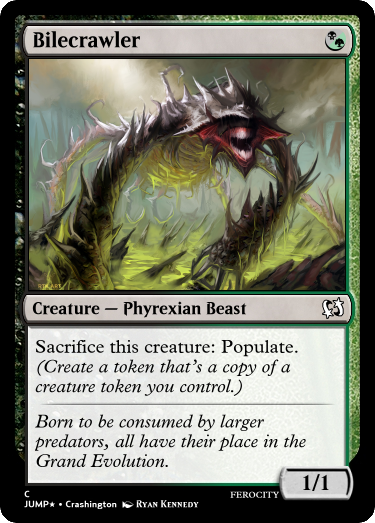 Bilecrawler
Creature — Phyrexian Beast
Sacrifice this creature: Populate.
(Create a token that's a copy of a
creature token you control.)
Born to be consumed by larger
predators, all have their place in the
Grand Evolution.
1/1
C
FEROCITY
JUMP★ • Crashington Ryan Kennedy